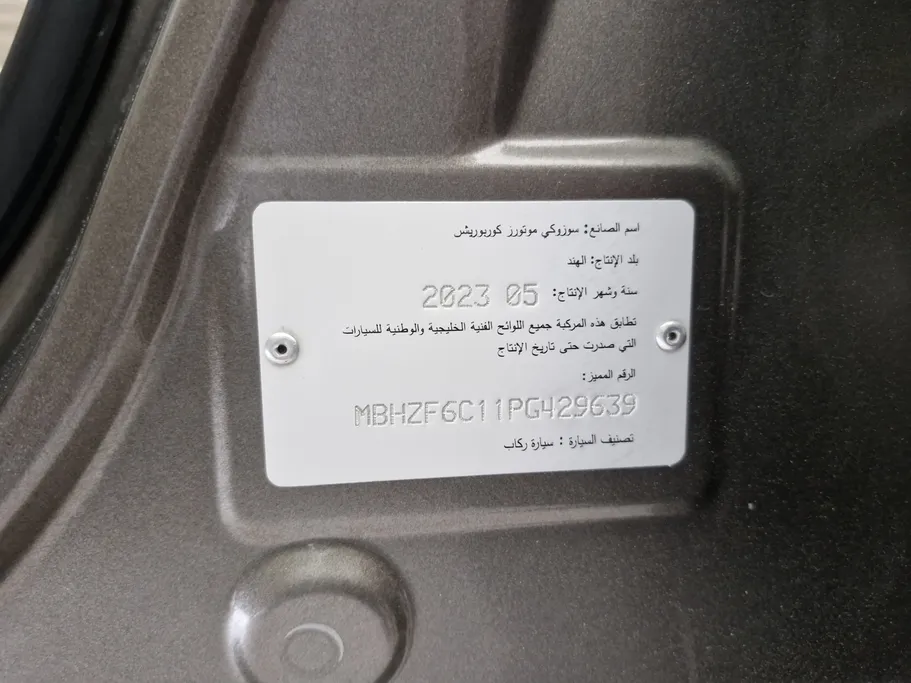 اسم الصانع: سوزوكي موتورز كوربوريشن
بلد الإنتاج: الهند
سنة وشهر الإنتاج: 2023 05
تطابق هذه المركبة جميع اللوائح الفنية الخليجية والوطنية للسيارات
التي صدرت حتى تاريخ الإنتاج
الرقم المميز:
MBHZF6C11PG429639
تصنيف السيارة : سيارة ركاب